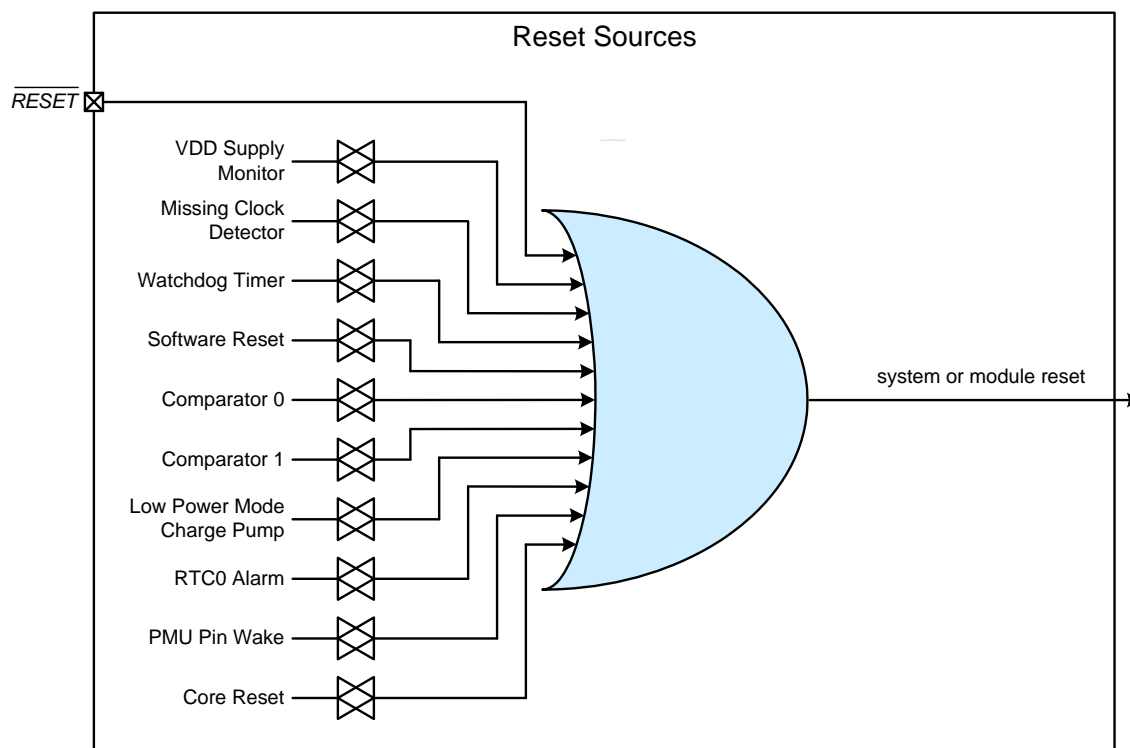 Reset Sources
RESET
VDD Supply
Monitor
Missing Clock
Detector
Watchdog Timer
Software Reset
Comparator 0
system or module reset
Comparator 1
Low Power Mode
Charge Pump
RTC0 Alarm
PMU Pin Wake
Core Reset